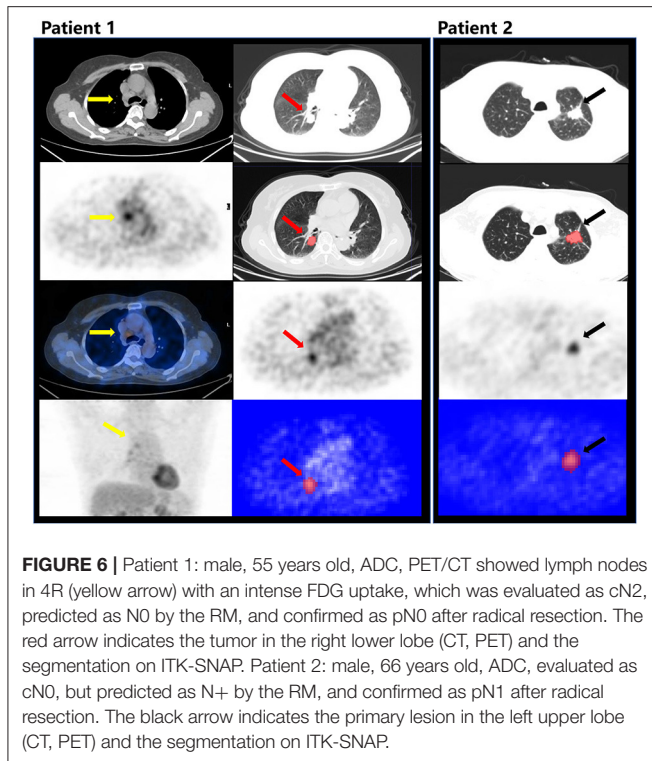 Patient 1
Patient 2
L
FIGURE 6 | Patient 1: male, 55 years old, ADC, PET/CT showed lymph nodes
in 4R (yellow arrow) with an intense FDG uptake, which was evaluated as cN2,
predicted as N0 by the RM, and confirmed as pN0 after radical resection. The
red arrow indicates the tumor in the right lower lobe (CT, PET) and the
segmentation on ITK-SNAP. Patient 2: male, 66 years old, ADC, evaluated as
cN0, but predicted as N+ by the RM, and confirmed as pN1 after radical
resection. The black arrow indicates the primary lesion in the left upper lobe
(CT, PET) and the segmentation on ITK-SNAP.